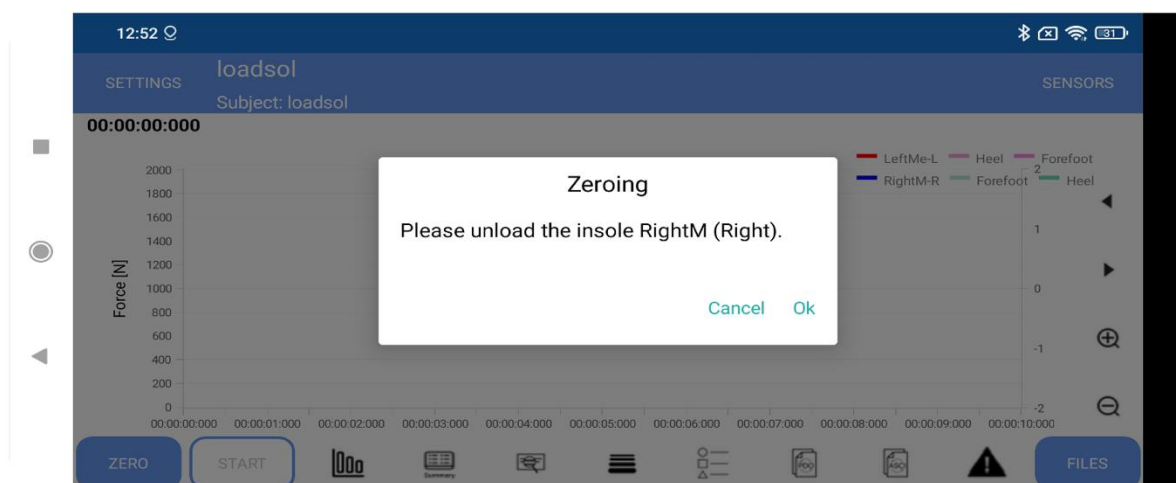 12:52
31
SETTINGS
loadsol
Subject: loadsol
SENSORS
00:00:00:000
LeftMe-L Heel Forefoot
RightM-R Forefoot Heel
Zeroing
Please unload the insole RightM (Right).
Cancel Ok
Force [N]
2000
1800
1600
1400
1200
1000
800
600
400
200
0
2
1
0
-1
-2
00:00:00:000 00:00:01:000 00:00:02:000 00:00:03:000 00:00:04:000 00:00:05:000 00:00:06:000 00:00:07:000 00:00:08:000 00:00:09:000 00:00:10:000
ZERO
START
Summary
FILES